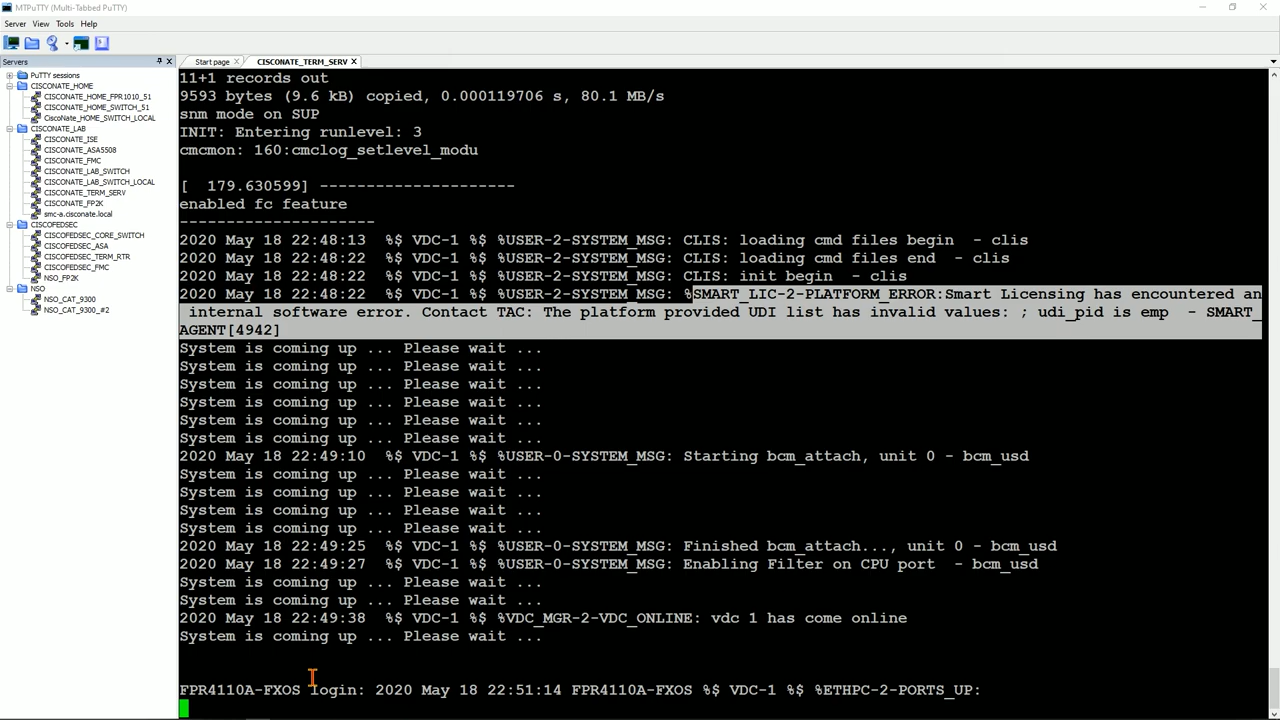 MTPuTTY (Multi-Tabbed PuTTY)
Server View Tools Help
Servers
Start page
CISCONATE_TERM_SERV
PuTTY sessions
CISCONATE_HOME
CISCONATE_HOME_FPR1010_51
CISCONATE_HOME_SWITCH_51
CiscoNate_HOME_SWITCH_LOCAL
CISCONATE_LAB
CISCONATE_ISE
CISCONATE_ASA5508
CISCONATE_FMC
CISCONATE_LAB_SWITCH
CISCONATE_LAB_SWITCH_LOCAL
CISCONATE_TERM_SERV
CISCONATE_FP2K
smc-a.cisconate.local
CISCOFEDSEC
CISCOFEDSEC_CORE_SWITCH
CISCOFEDSEC_ASA
CISCOFEDSEC_TERM_RTR
CISCOFEDSEC_FMC
NSO_FP2K
NSO
NSO_CAT_9300
NSO_CAT_9300_#2
11+1 records out
9593 bytes (9.6 kB) copied, 0.000119706 s, 80.1 MB/s
snm mode on SUP
INIT: Entering runlevel: 3
cmcmon: 160:cmclog_setlevel_modu
[  179.630599] ---------------------
enabled fc feature
---------------------
2020 May 18 22:48:13  %$ VDC-1 %$ %USER-2-SYSTEM_MSG: CLIS: loading cmd files begin  - clis
2020 May 18 22:48:22  %$ VDC-1 %$ %USER-2-SYSTEM_MSG: CLIS: loading cmd files end  - clis
2020 May 18 22:48:22  %$ VDC-1 %$ %USER-2-SYSTEM_MSG: CLIS: init begin  - clis
2020 May 18 22:48:22  %$ VDC-1 %$ %USER-2-SYSTEM_MSG: %SMART_LIC-2-PLATFORM_ERROR:Smart Licensing has encountered an
internal software error. Contact TAC: The platform provided UDI list has invalid values: ; udi_pid is emp  - SMART_
AGENT[4942]
System is coming up ... Please wait ...
System is coming up ... Please wait ...
System is coming up ... Please wait ...
System is coming up ... Please wait ...
System is coming up ... Please wait ...
System is coming up ... Please wait ...
2020 May 18 22:49:10  %$ VDC-1 %$ %USER-0-SYSTEM_MSG: Starting bcm_attach, unit 0 - bcm_usd
System is coming up ... Please wait ...
System is coming up ... Please wait ...
System is coming up ... Please wait ...
System is coming up ... Please wait ...
2020 May 18 22:49:25  %$ VDC-1 %$ %USER-0-SYSTEM_MSG: Finished bcm_attach..., unit 0 - bcm_usd
2020 May 18 22:49:27  %$ VDC-1 %$ %USER-0-SYSTEM_MSG: Enabling Filter on CPU port  - bcm_usd
System is coming up ... Please wait ...
System is coming up ... Please wait ...
2020 May 18 22:49:38  %$ VDC-1 %$ %VDC_MGR-2-VDC_ONLINE: vdc 1 has come online
System is coming up ... Please wait ...
FPR4110A-FXOS login: 2020 May 18 22:51:14 FPR4110A-FXOS %$ VDC-1 %$ %ETHPC-2-PORTS_UP: